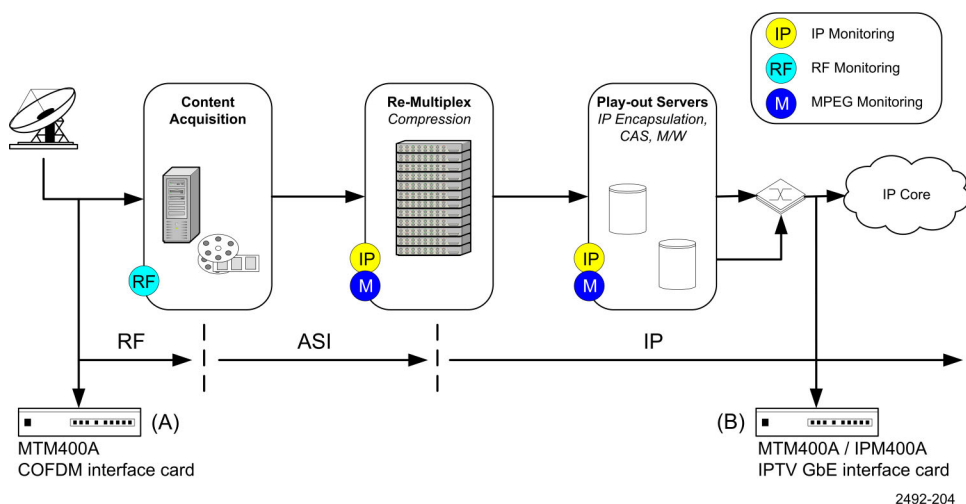 IP IP Monitoring
RF RF Monitoring
M MPEG Monitoring
Content
Acquisition
RF
Re-Multiplex
Compression
IP
M
Play-out Servers
IP Encapsulation,
CAS, M/W
IP
M
IP Core
RF
ASI
IP
(A)
MTM400A
COFDM interface card
(B)
MTM400A / IPM400A
IPTV GbE interface card
2492-204